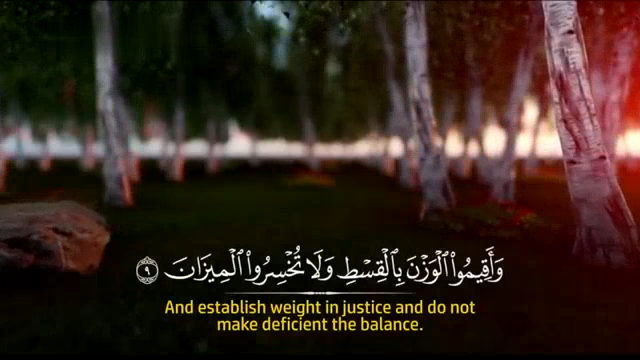 وَأَقِيمُوا۟ ٱلْوَزْنَ بِٱلْقِسْطِ وَلَا تُخْسِرُوا۟ ٱلْمِيزَانَ ٩
And establish weight in justice and do not
make deficient the balance.